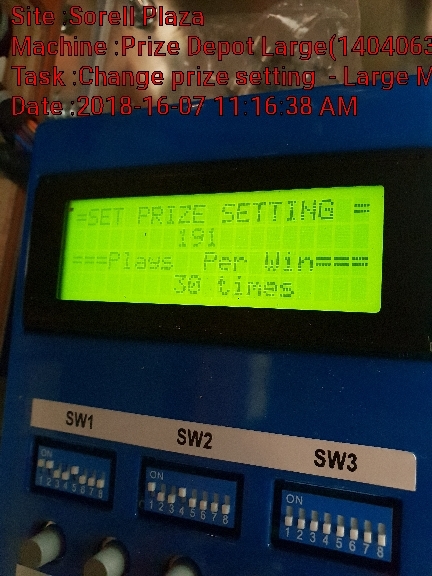 Site :Sorell Plaza
Machine :Prize Depot Large(1404063
Task :Change prize setting - Large M
Date :2018-16-07 11:16:38 AM
=SET PRIZE SETTING =
191
===Plays Per Win===
30 times
SW1
SW2
SW3
ON
1 2 3 4 5 6 7 8
ON
1 2 3 4 5 6 7 8
ON
1 2 3 4 5 6 7 8